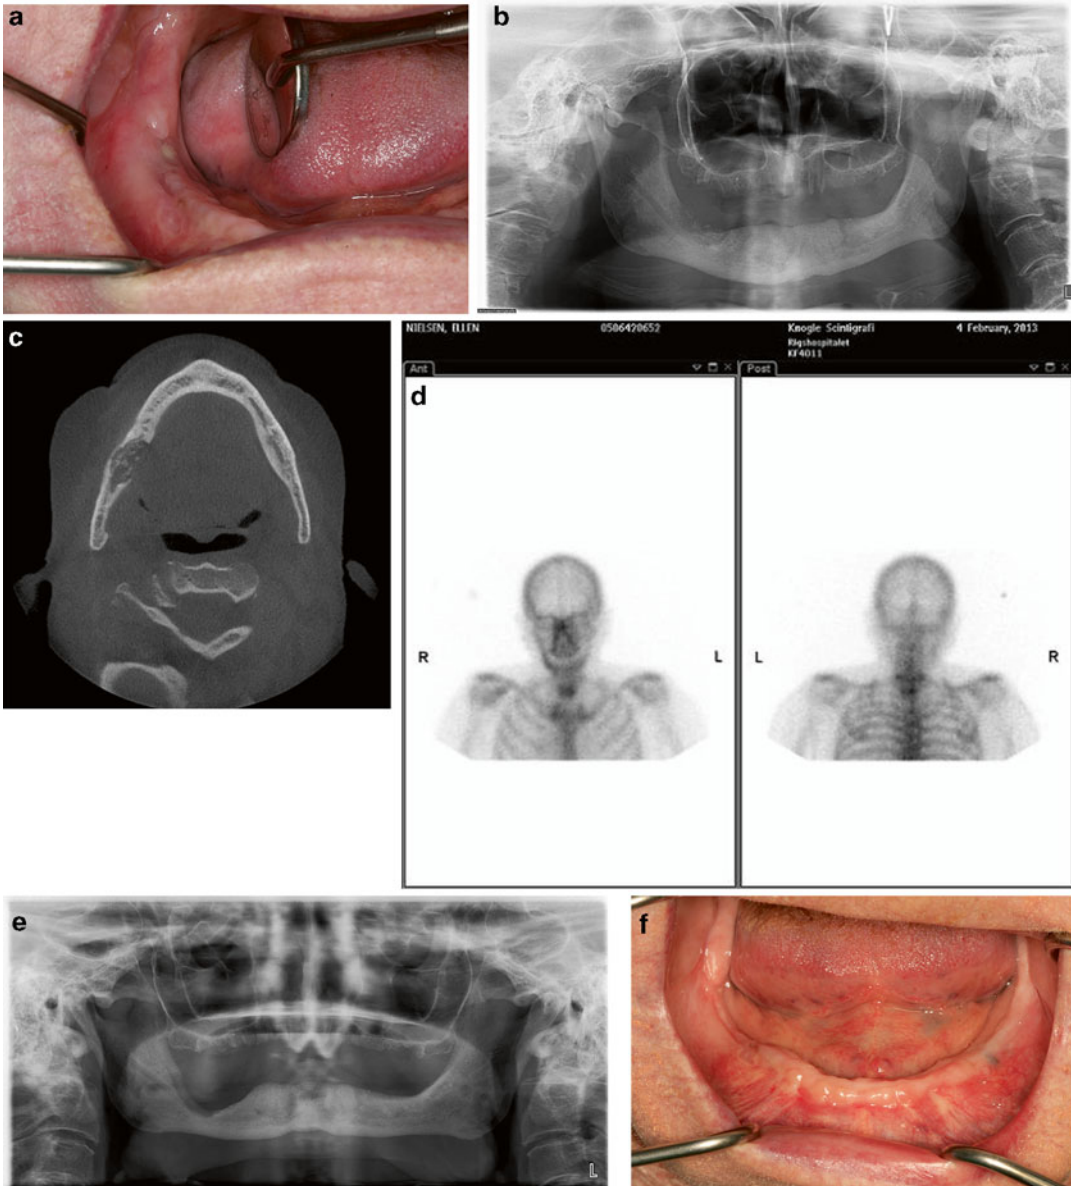 a
b
L
c
NIELSEN, ELLEN 0506420652 Knogle Scintigrafi 4 February, 2013
Rigshospitalet
KF4011
Ant Post
d
R L L R
e
L
f